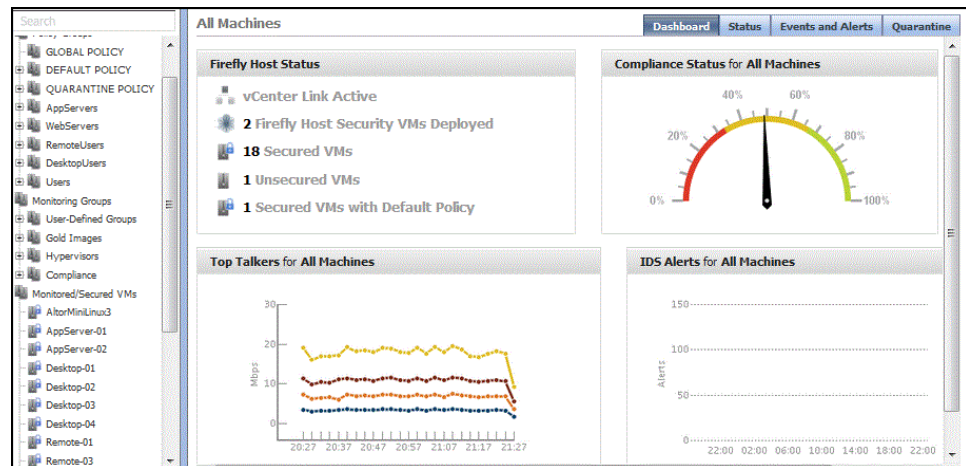 Search
Policy Groups
GLOBAL POLICY
DEFAULT POLICY
QUARANTINE POLICY
AppServers
WebServers
RemoteUsers
DesktopUsers
Users
Monitoring Groups
User-Defined Groups
Gold Images
Hypervisors
Compliance
Monitored/Secured VMs
AltorMiniLinux3
AppServer-01
AppServer-02
Desktop-01
Desktop-02
Desktop-03
Desktop-04
Remote-01
Remote-03
All Machines
Dashboard Status Events and Alerts Quarantine
Firefly Host Status
vCenter Link Active
2 Firefly Host Security VMs Deployed
18 Secured VMs
1 Unsecured VMs
1 Secured VMs with Default Policy
Compliance Status for All Machines
40% 60%
20% 80%
0% 100%
Top Talkers for All Machines
30
20
10
0
Mbps
20:27 20:37 20:47 20:57 21:07 21:17 21:27
IDS Alerts for All Machines
150
100
50
0
Alerts
22:00 02:00 06:00 10:00 14:00 18:00 22:00